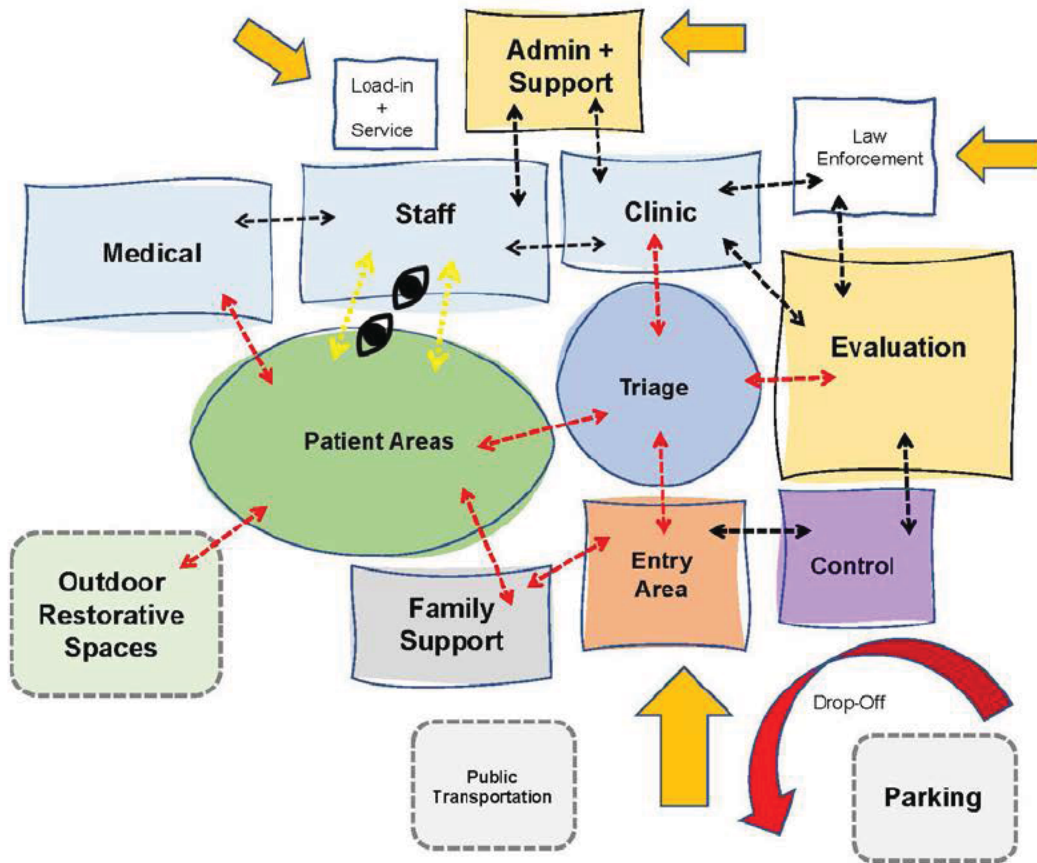 Admin +
Support
Load-in
+
Service
Law
Enforcement
Medical
Staff
Clinic
Evaluation
Triage
Patient Areas
Outdoor
Restorative
Spaces
Family
Support
Entry
Area
Control
Drop-Off
Public
Transportation
Parking